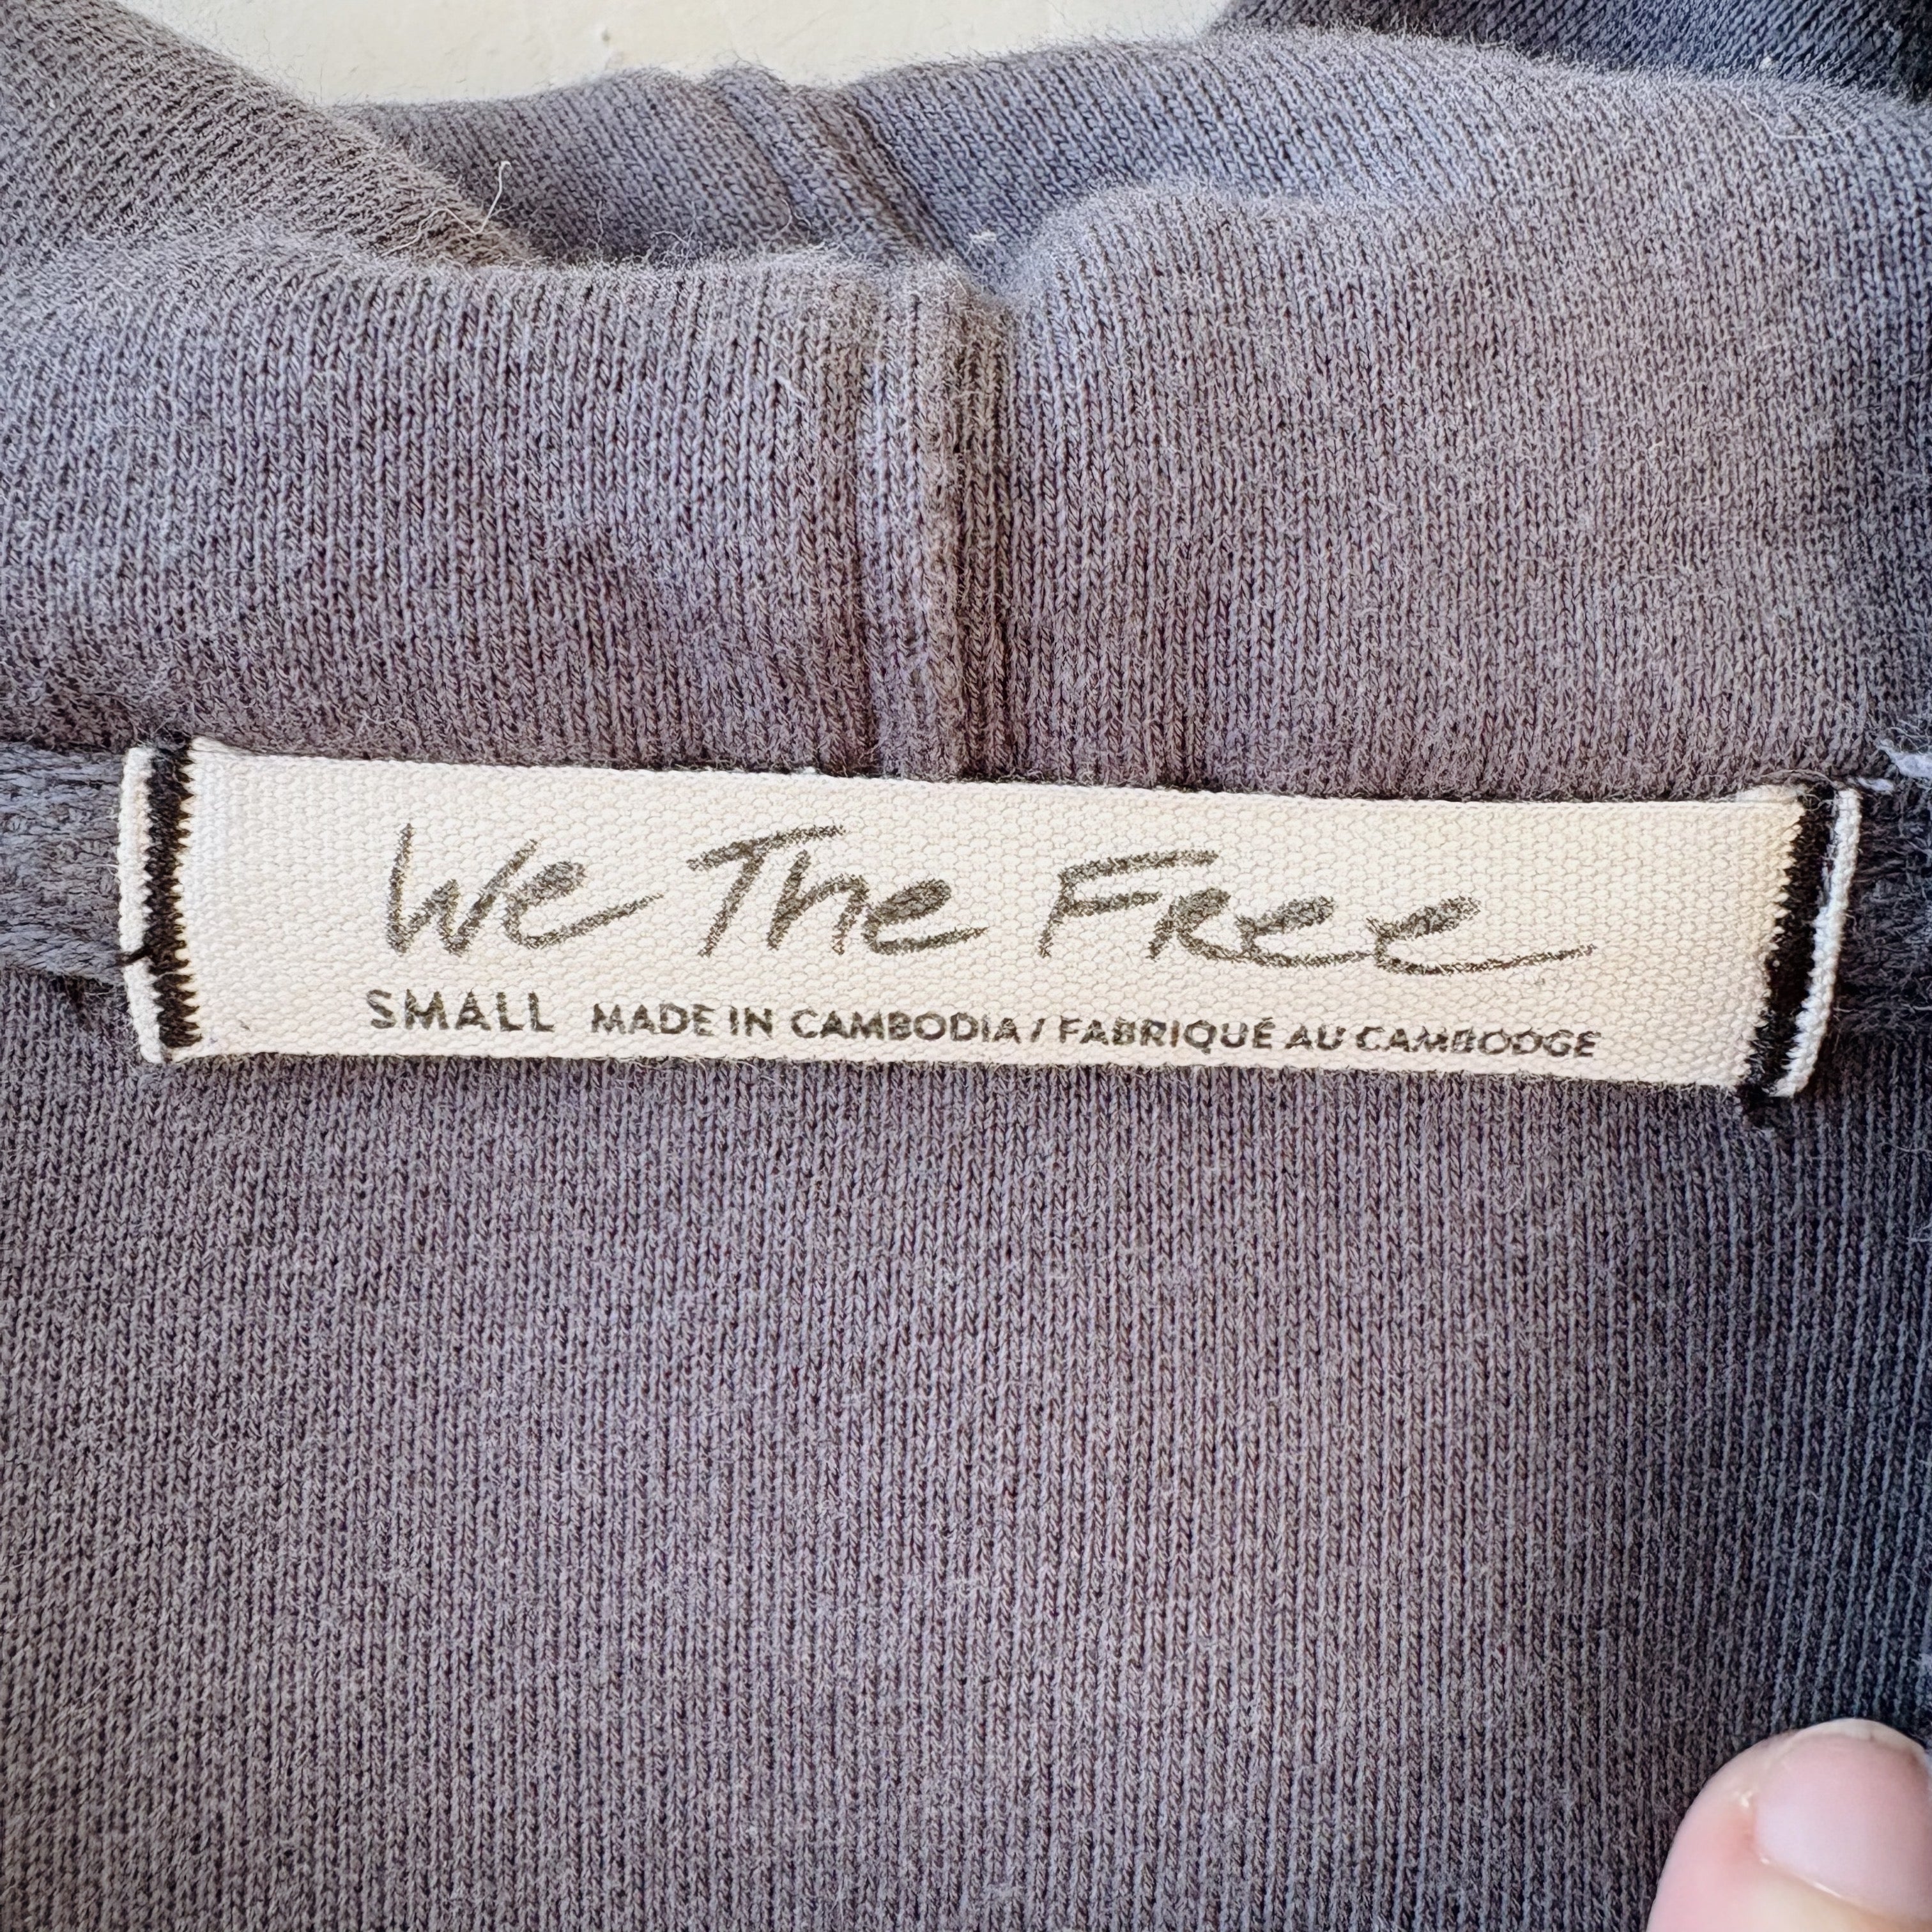 We The Free
SMALL MADE IN CAMBODIA / FABRIQUÉ AU CAMBODGE